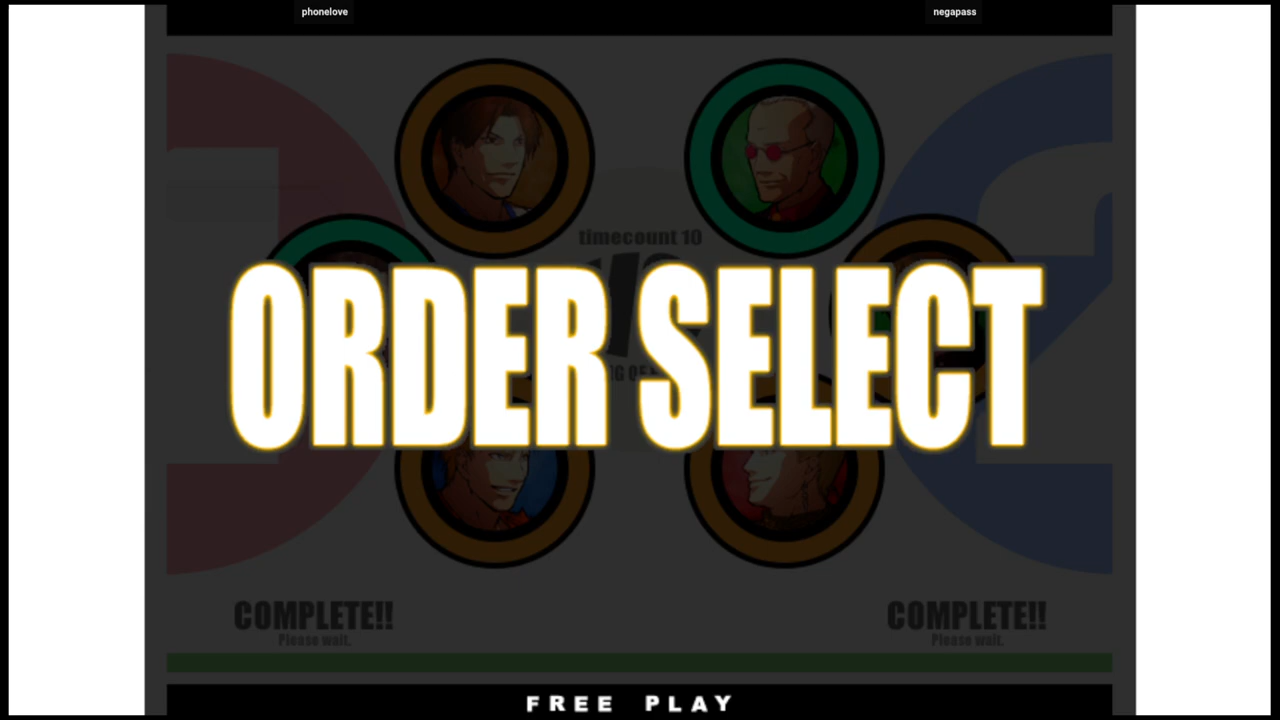 phonelove
negapass
timecount 10
ORDER SELECT
COMPLETE!!
Please wait.
COMPLETE!!
Please wait.
FREE PLAY